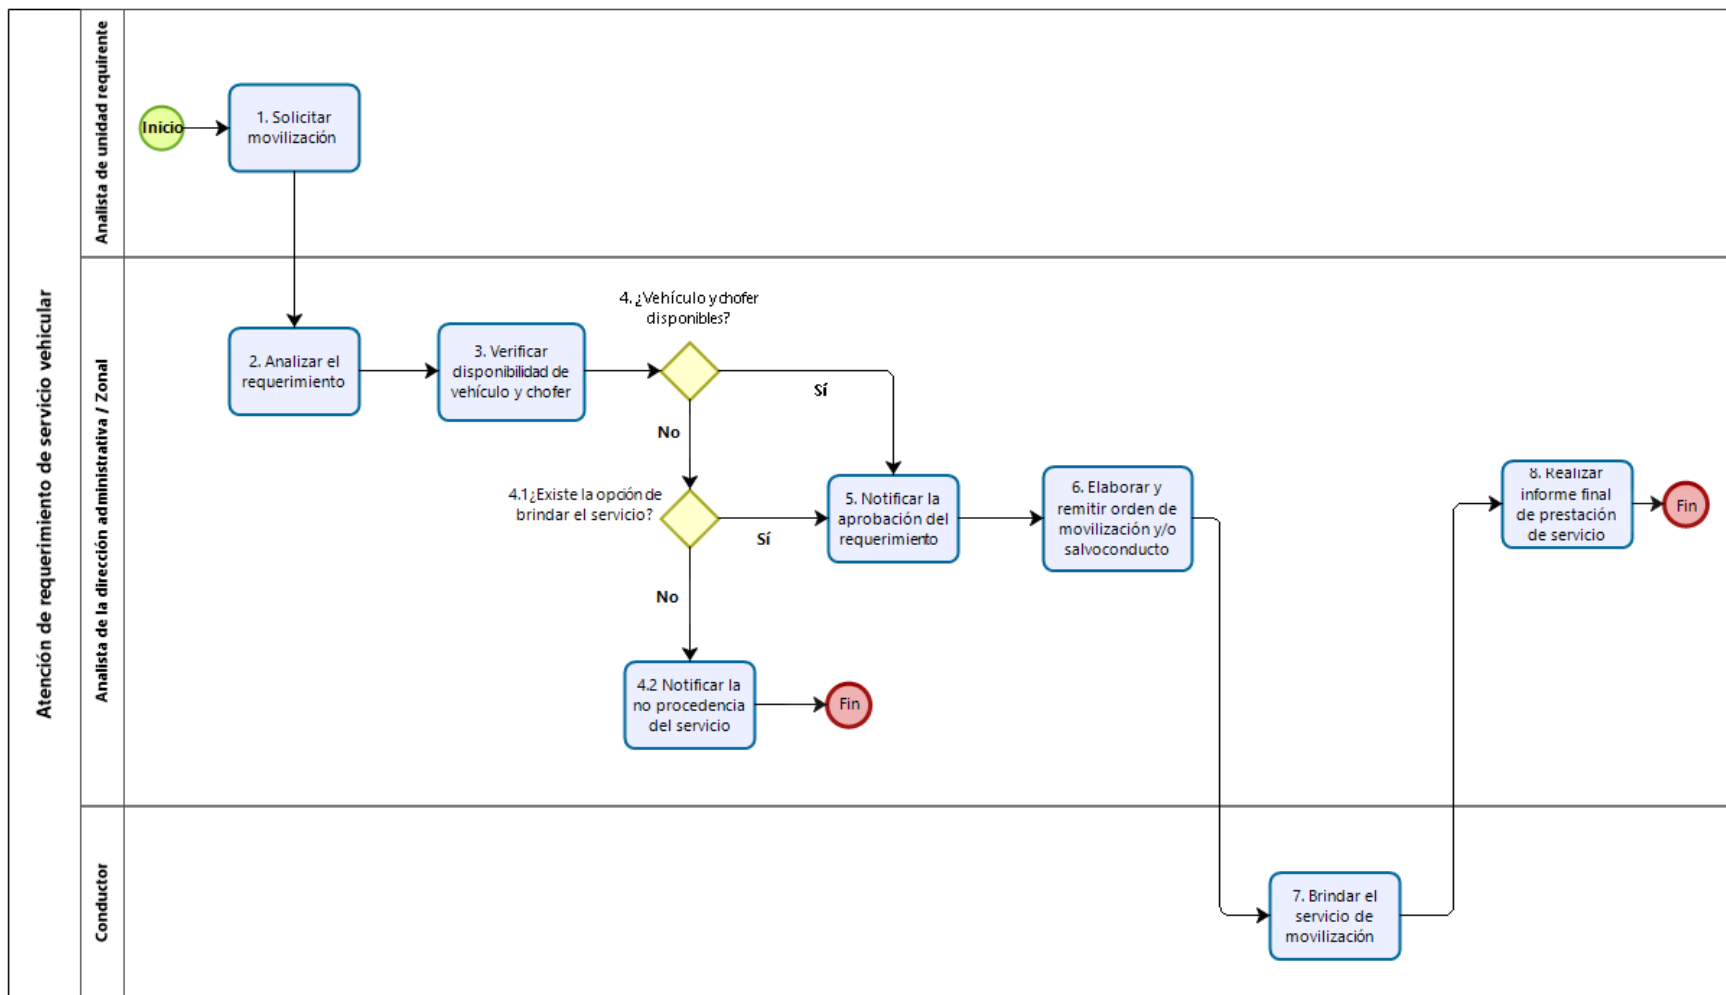 Atención de requerimiento de servicio vehicular
Analista de unidad requirente
Inicio
1. Solicitar
movilización
Analista de la dirección administrativa / Zonal
2. Analizar el
requerimiento
3. Verificar
disponibilidad de
vehículo y chofer
4. ¿Vehículo y chofer
disponibles?
Sí
No
4.1¿Existe la opción de
brindar el servicio?
Sí
No
4.2 Notificar la
no procedencia
del servicio
Fin
5. Notificar la
aprobación del
requerimiento
6. Elaborar y
remitir orden de
movilización y/o
salvoconducto
8. Realizar
informe final
de prestación
de servicio
Fin
Conductor
7. Brindar el
servicio de
movilización